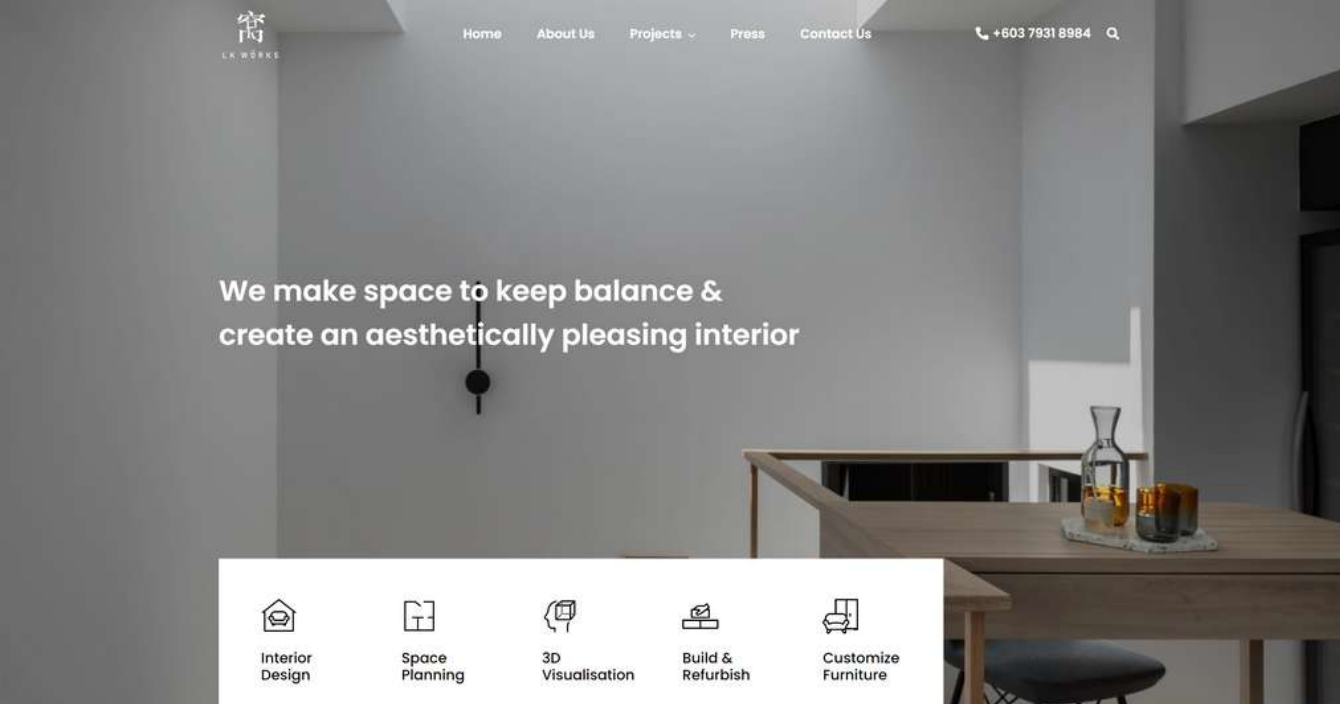 LK WÖRKS
Home About Us Projects Press Contact Us +603 7931 8984
We make space to keep balance &
create an aesthetically pleasing interior
Interior
Design
Space
Planning
3D
Visualisation
Build &
Refurbish
Customize
Furniture